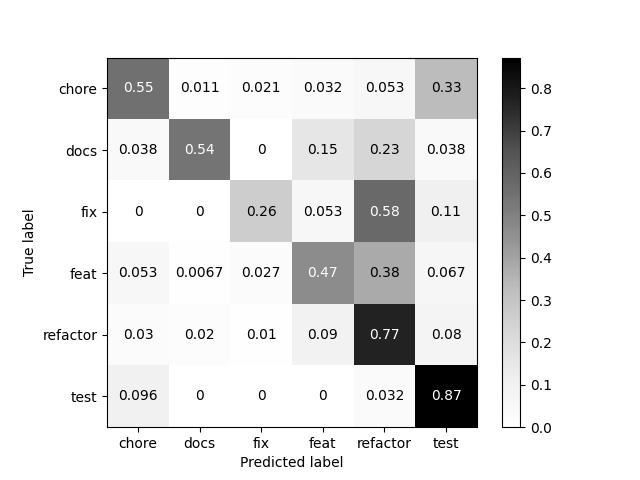 chore 0.55 0.011 0.021 0.032 0.053 0.33
docs 0.038 0.54 0 0.15 0.23 0.038
fix 0 0 0.26 0.053 0.58 0.11
feat 0.053 0.0067 0.027 0.47 0.38 0.067
refactor 0.03 0.02 0.01 0.09 0.77 0.08
test 0.096 0 0 0 0.032 0.87
chore docs fix feat refactor test
Predicted label
True label
0.8
0.7
0.6
0.5
0.4
0.3
0.2
0.1
0.0